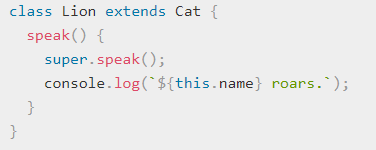 class Lion extends Cat {
  speak() {
    super.speak();
    console.log(`${this.name} roars.`);
  }
}